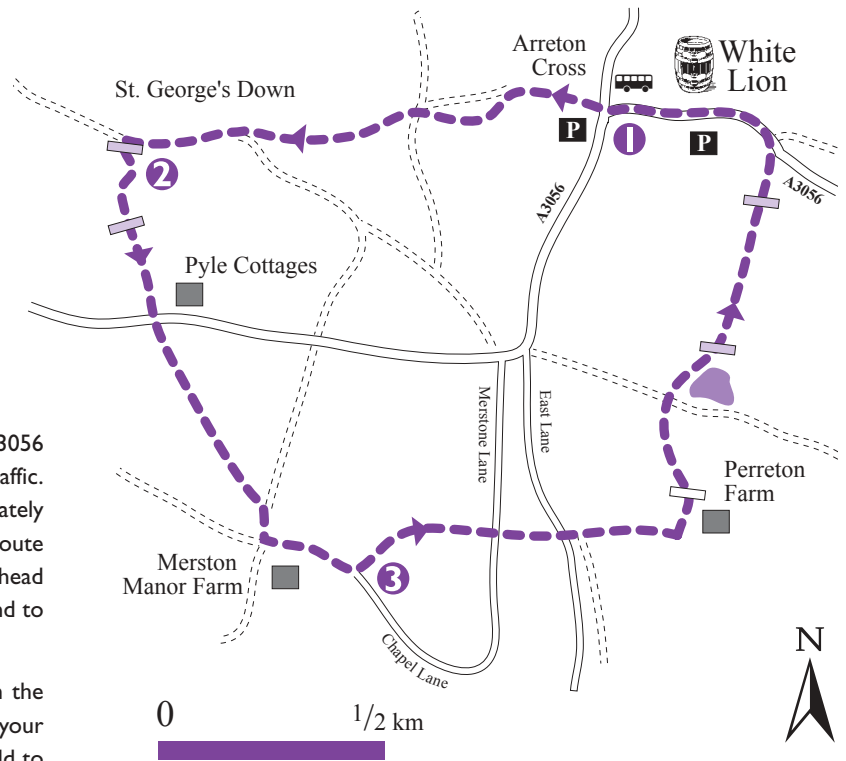 Arreton
Cross
White
Lion
St. George's Down
P
1
P
A3056
A3056
2
Pyle Cottages
Merstone Lane
East Lane
3056
affic.
ately
oute
head
nd to
Perreton
Farm
Merston
Manor Farm
3
Chapel Lane
N
n the
your
ld to
0
1/2 km